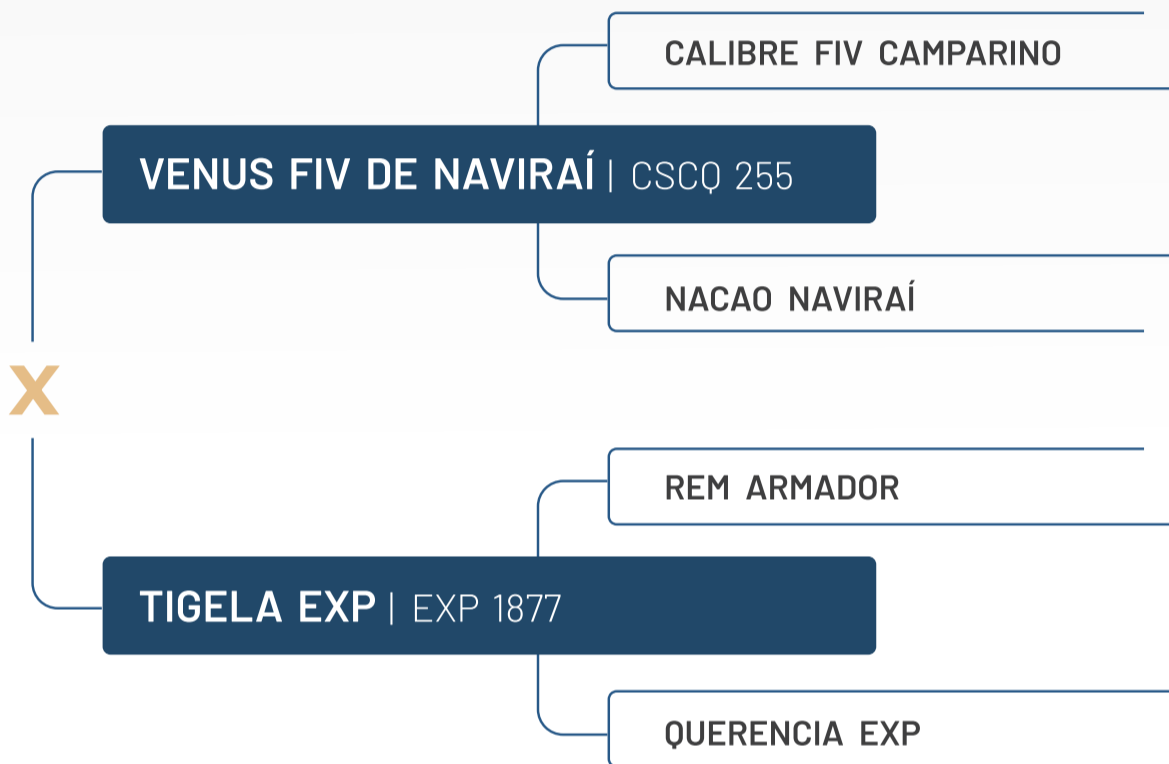 CALIBRE FIV CAMPARINO
VENUS FIV DE NAVIRAÍ | CSCQ 255
NACAO NAVIRAÍ
X
REM ARMADOR
TIGELA EXP | EXP 1877
QUERENCIA EXP